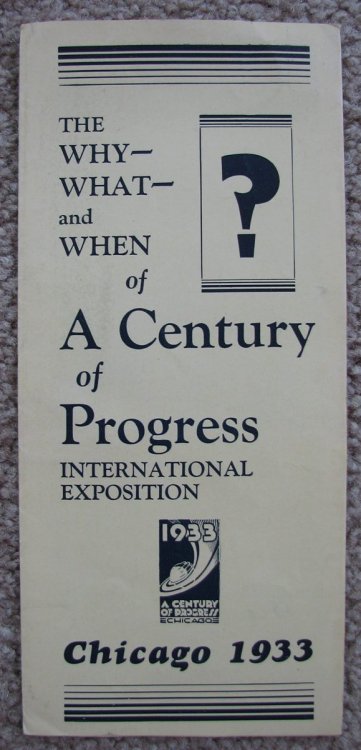 THE
WHY—
WHAT—
and
WHEN
of
?
A Century
of
Progress
INTERNATIONAL
EXPOSITION
1933
A CENTURY
OF PROGRESS
CHICAGO
Chicago 1933